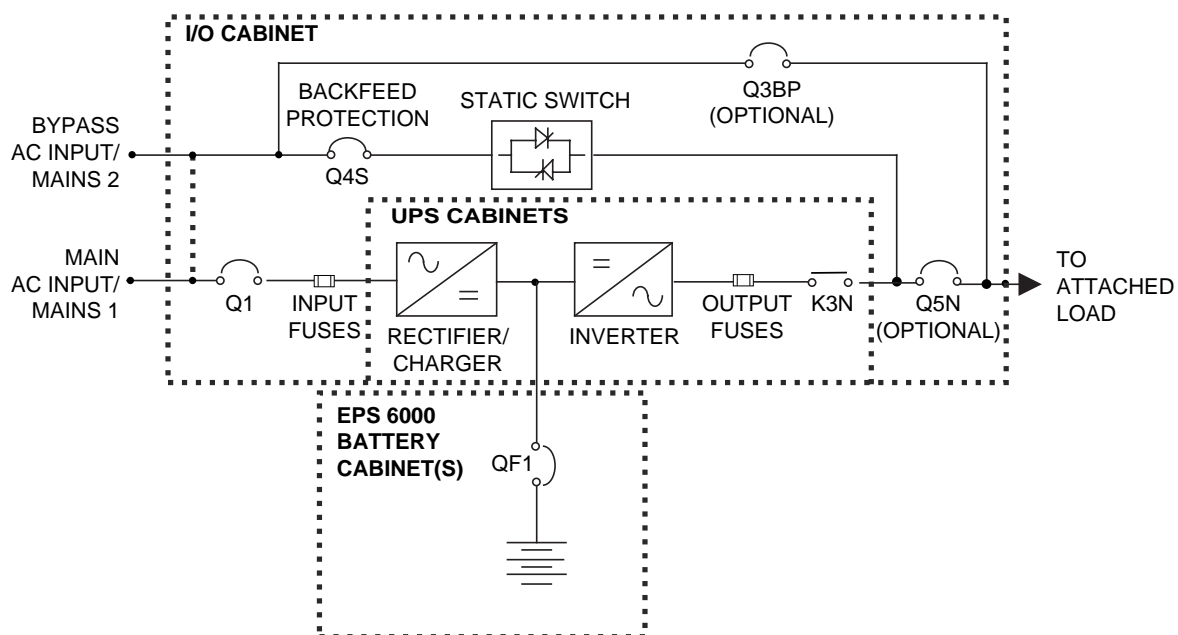 I/O CABINET
Q3BP
(OPTIONAL)
BACKFEED
PROTECTION
STATIC SWITCH
BYPASS
AC INPUT/
MAINS 2
Q4S
UPS CABINETS
MAIN
AC INPUT/
MAINS 1
Q1
INPUT
FUSES
RECTIFIER/
CHARGER
INVERTER
OUTPUT
FUSES
K3N
Q5N
(OPTIONAL)
TO
ATTACHED
LOAD
EPS 6000
BATTERY
CABINET(S)
QF1